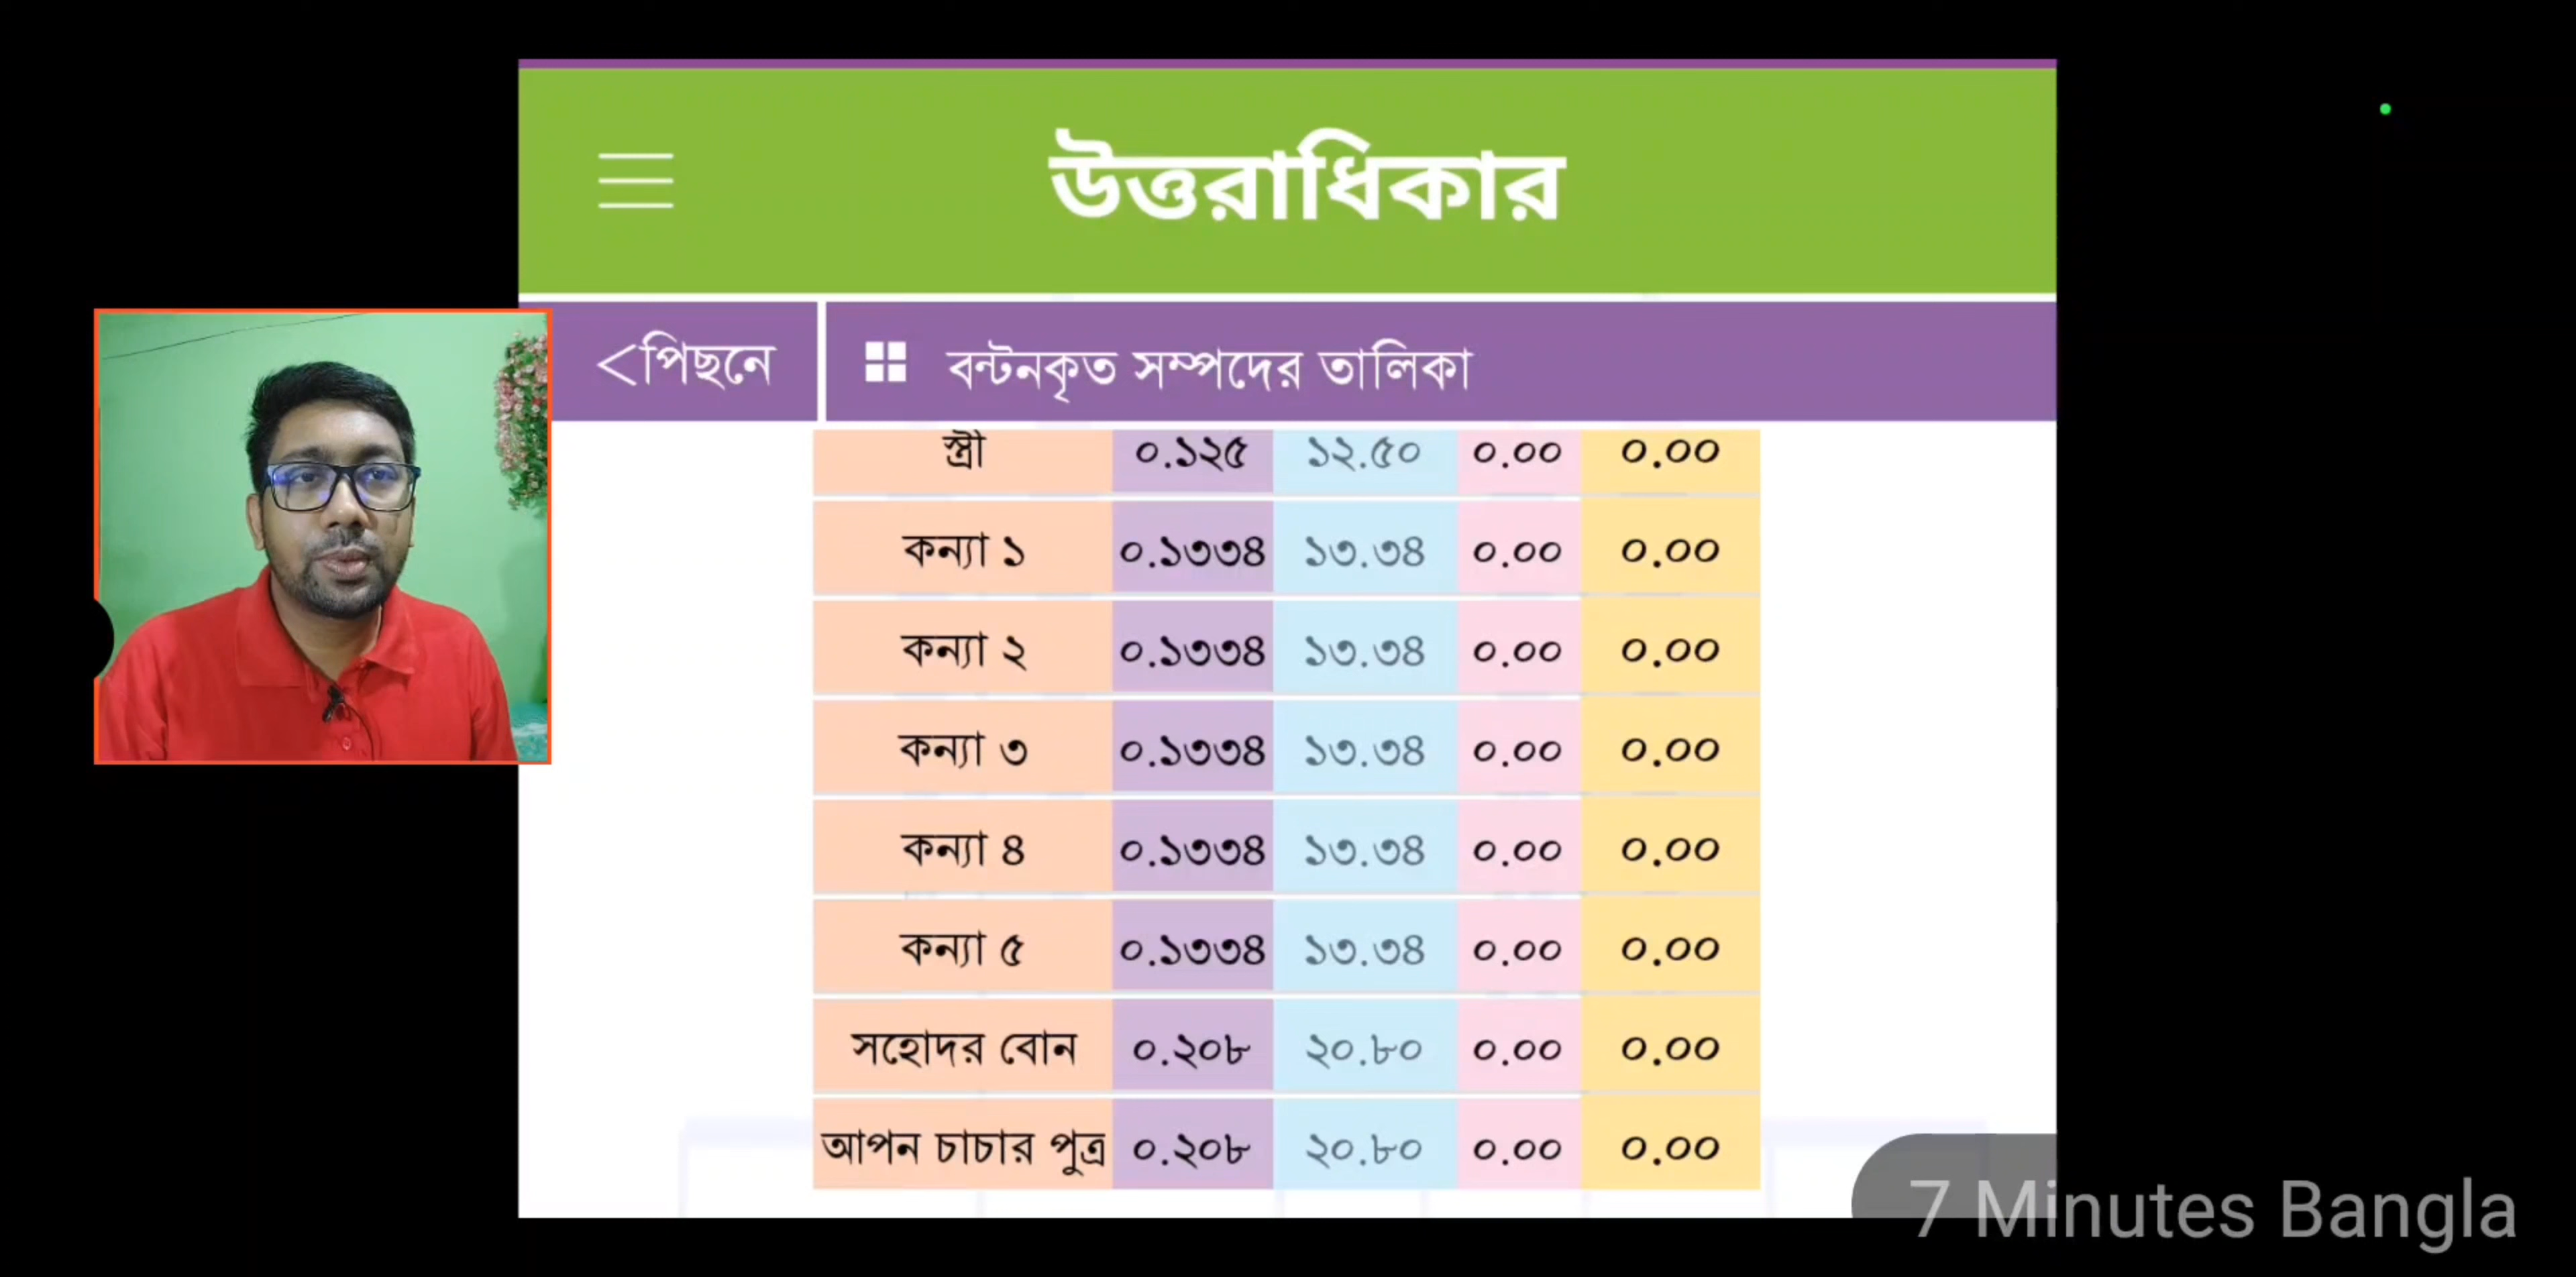 উত্তরাধিকার
<পিছনে
বন্টনকৃত সম্পদের তালিকা
স্ত্রী ০.১২৫ ১২.৫০ ০.০০ ০.০০
কন্যা ১ ০.১৩৩৪ ১৩.৩৪ ০.০০ ০.০০
কন্যা ২ ০.১৩৩৪ ১৩.৩৪ ০.০০ ০.০০
কন্যা ৩ ০.১৩৩৪ ১৩.৩৪ ০.০০ ০.০০
কন্যা ৪ ০.১৩৩৪ ১৩.৩৪ ০.০০ ০.০০
কন্যা ৫ ০.১৩৩৪ ১৩.৩৪ ০.০০ ০.০০
সহোদর বোন ০.২০৮ ২০.৮০ ০.০০ ০.০০
আপন চাচার পুত্র ০.২০৮ ২০.৮০ ০.০০ ০.০০
7 Minutes Bangla